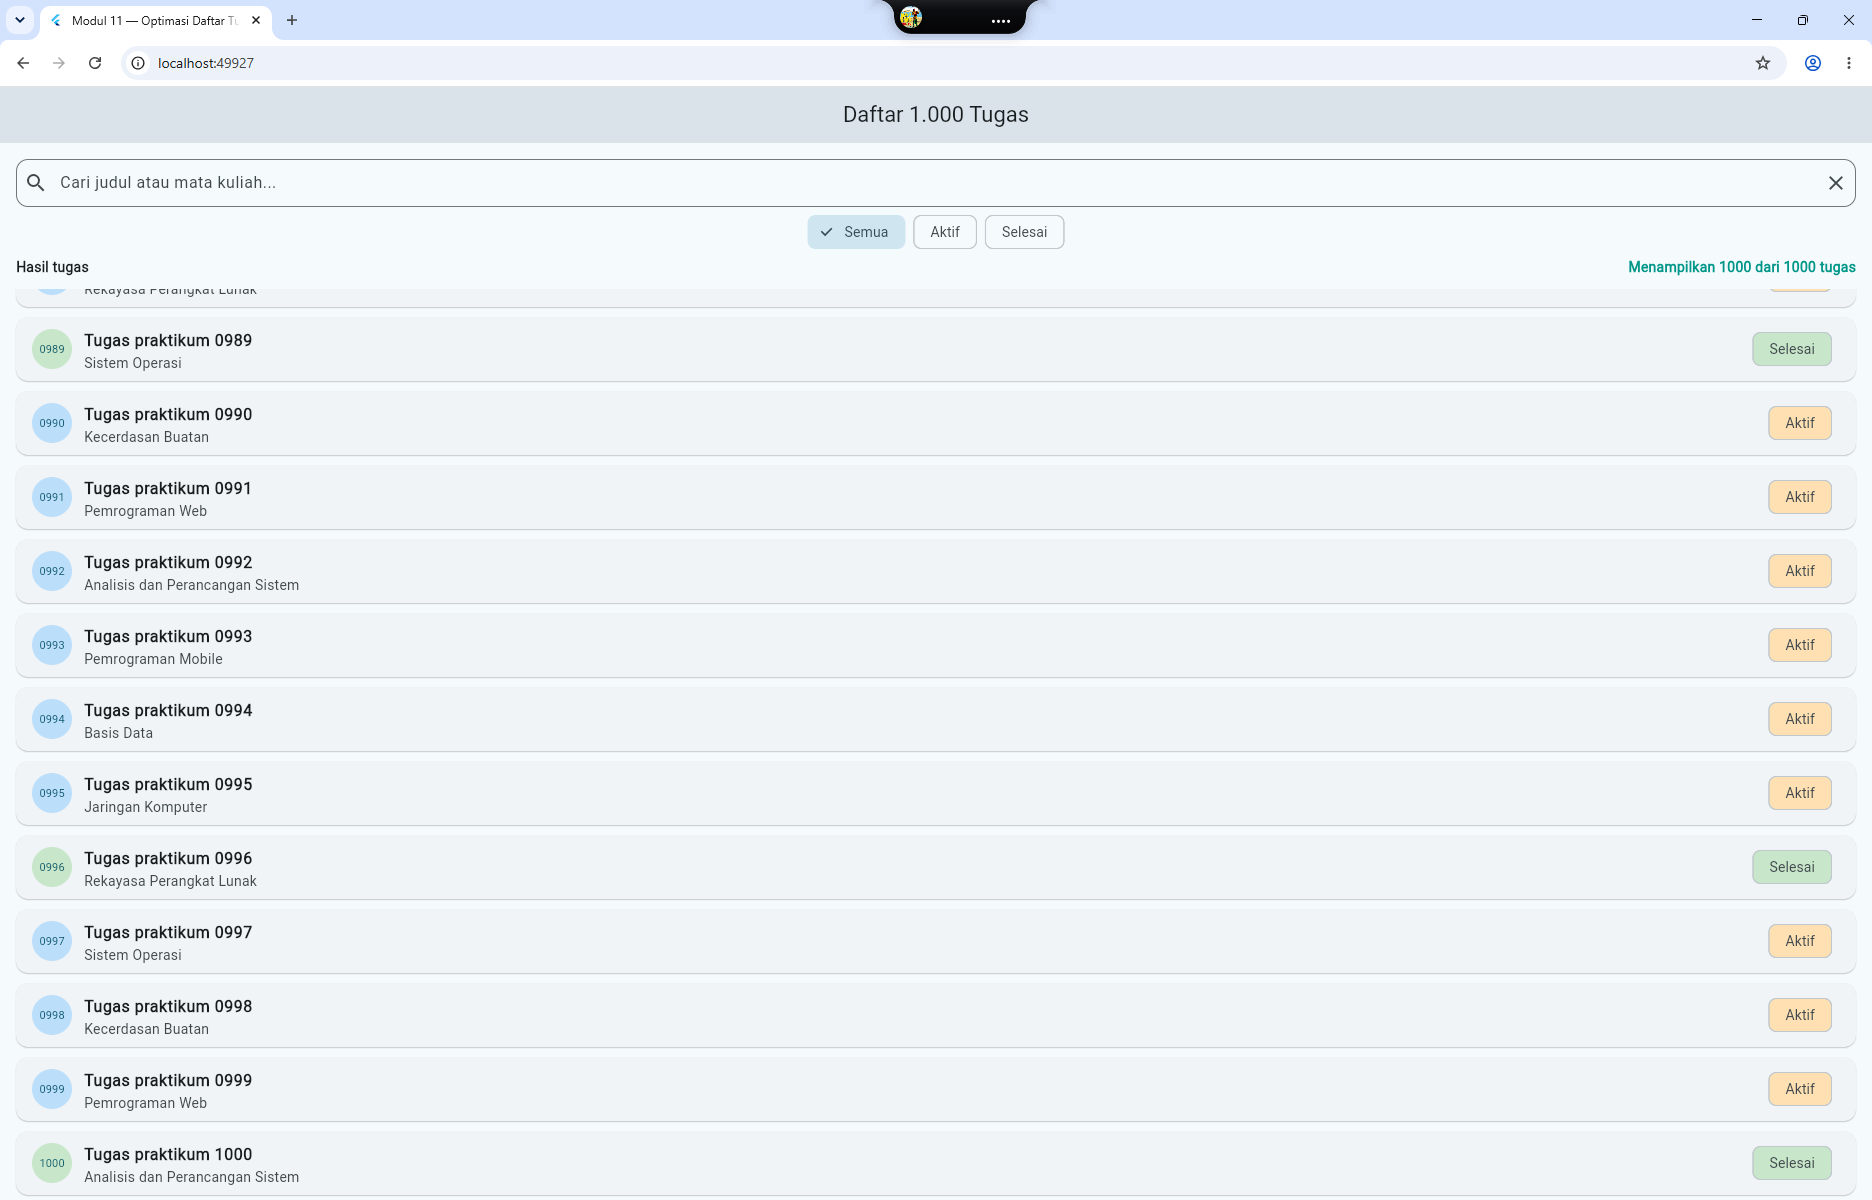 Modul 11 — Optimasi Daftar Tu
localhost:49927
Daftar 1.000 Tugas
Cari judul atau mata kuliah...
Semua
Aktif
Selesai
Hasil tugas
Menampilkan 1000 dari 1000 tugas
Rekayasa Perangkat Lunak
0989
Tugas praktikum 0989
Sistem Operasi
Selesai
0990
Tugas praktikum 0990
Kecerdasan Buatan
Aktif
0991
Tugas praktikum 0991
Pemrograman Web
Aktif
0992
Tugas praktikum 0992
Analisis dan Perancangan Sistem
Aktif
0993
Tugas praktikum 0993
Pemrograman Mobile
Aktif
0994
Tugas praktikum 0994
Basis Data
Aktif
0995
Tugas praktikum 0995
Jaringan Komputer
Aktif
0996
Tugas praktikum 0996
Rekayasa Perangkat Lunak
Selesai
0997
Tugas praktikum 0997
Sistem Operasi
Aktif
0998
Tugas praktikum 0998
Kecerdasan Buatan
Aktif
0999
Tugas praktikum 0999
Pemrograman Web
Aktif
1000
Tugas praktikum 1000
Analisis dan Perancangan Sistem
Selesai